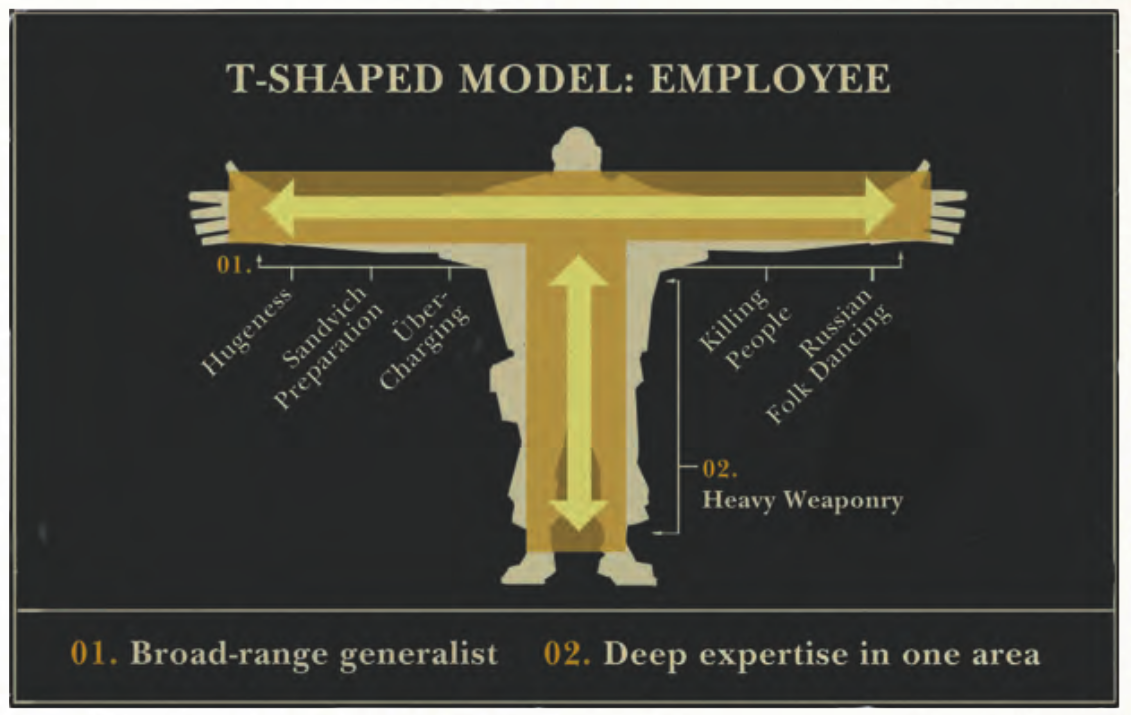 T-SHAPED MODEL: EMPLOYEE
01.
Hugeness
Sandvich
Preparation
Über-
Charging
Killing
People
Russian
Folk Dancing
02.
Heavy Weaponry
01. Broad-range generalist
02. Deep expertise in one area